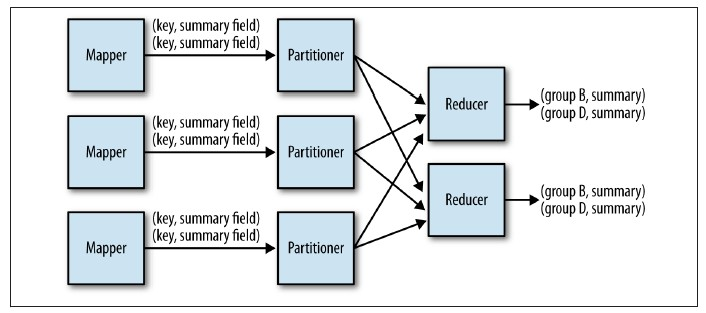 Mapper
(key, summary field)
(key, summary field)
Partitioner
Mapper
(key, summary field)
(key, summary field)
Partitioner
Mapper
(key, summary field)
(key, summary field)
Partitioner
Reducer
(group B, summary)
(group D, summary)
Reducer
(group B, summary)
(group D, summary)